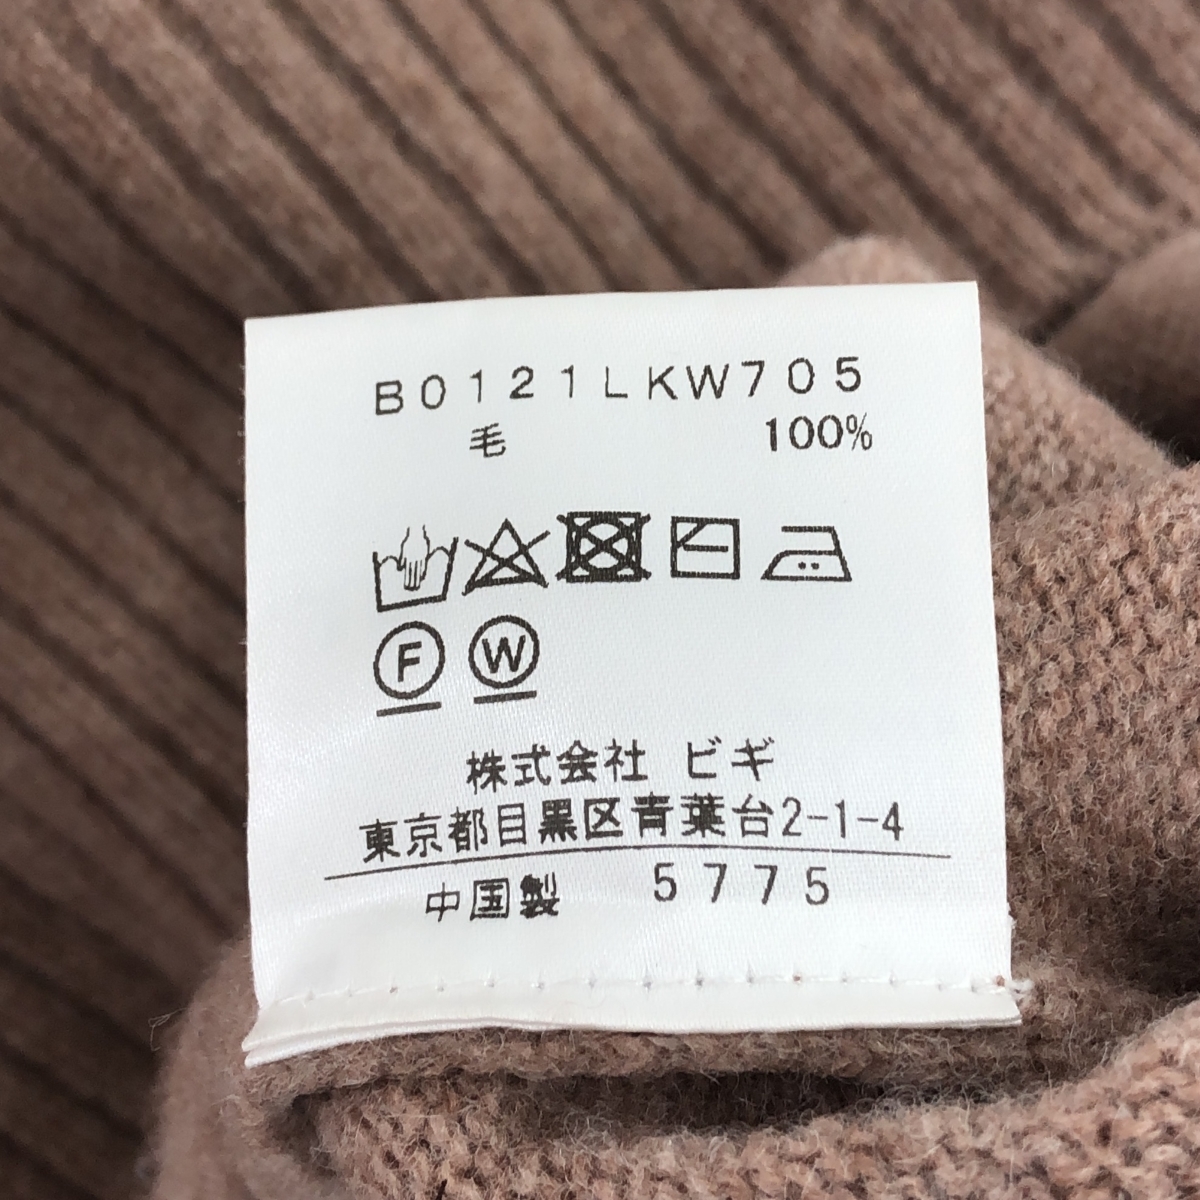 B0121LKW705
毛 100%
F W
株式会社 ビギ
東京都目黒区青葉台2-1-4
中国製 5775